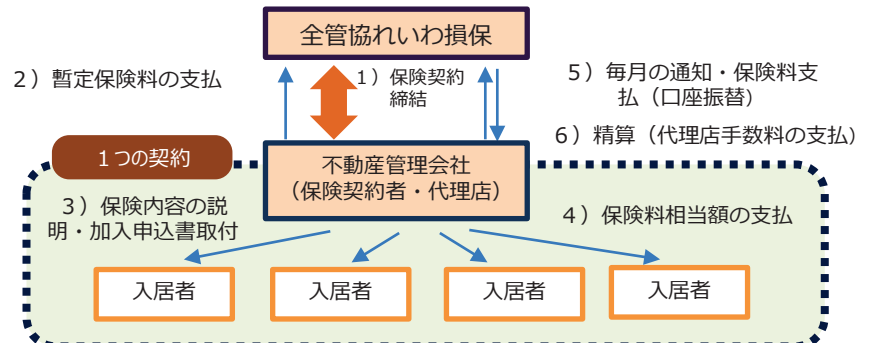 全管協れいわ損保
２）暫定保険料の支払
１）保険契約
締結
５）毎月の通知・保険料支
払（口座振替）
６）精算（代理店手数料の支払）
１つの契約
不動産管理会社
（保険契約者・代理店）
３）保険内容の説
明・加入申込書取付
４）保険料相当額の支払
入居者
入居者
入居者
入居者